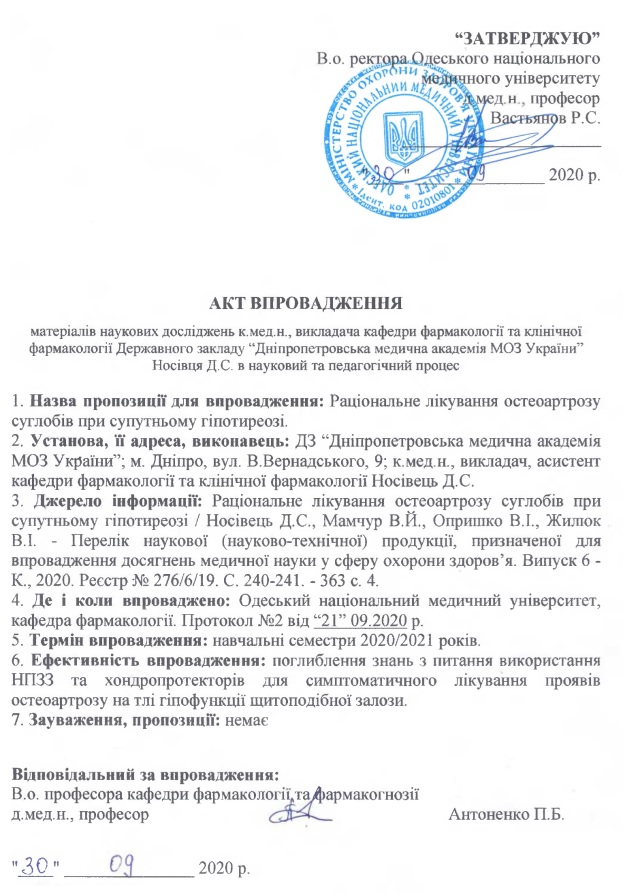 “ЗАТВЕРДЖУЮ”
В.о. ректора Одеського національного
медичного університету
д.мед.н., професор
Вастьянов Р.С.
МІНІСТЕРСТВО ОХОРОНИ ЗДОРОВ'Я
НАЦІОНАЛЬНИЙ МЕДИЧНИЙ УНІВЕРСИТЕТ
Ідент. код 02010801
30 " 09 2020 р.
АКТ ВПРОВАДЖЕННЯ
матеріалів наукових досліджень к.мед.н., викладача кафедри фармакології та клінічної
фармакології Державного закладу “Дніпропетровська медична академія МОЗ України”
Носівця Д.С. в науковий та педагогічний процес
1. Назва пропозиції для впровадження: Раціональне лікування остеоартрозу
суглобів при супутньому гіпотиреозі.
2. Установа, її адреса, виконавець: ДЗ “Дніпропетровська медична академія
МОЗ України”; м. Дніпро, вул. В.Вернадського, 9; к.мед.н., викладач, асистент
кафедри фармакології та клінічної фармакології Носівець Д.С.
3. Джерело інформації: Раціональне лікування остеоартрозу суглобів при
супутньому гіпотиреозі / Носівець Д.С., Мамчур В.Й., Опришко В.І., Жилюк
В.І. - Перелік наукової (науково-технічної) продукції, призначеної для
впровадження досягнень медичної науки у сферу охорони здоров’я. Випуск 6 -
К., 2020. Реєстр № 276/6/19. С. 240-241. - 363 с. 4.
4. Де і коли впроваджено: Одеський національний медичний університет,
кафедра фармакології. Протокол №2 від “21” 09.2020 р.
5. Термін впровадження: навчальні семестри 2020/2021 років.
6. Ефективність впровадження: поглиблення знань з питання використання
НПЗЗ та хондропротекторів для симптоматичного лікування проявів
остеоартрозу на тлі гіпофункції щитоподібної залози.
7. Зауваження, пропозиції: немає
Відповідальний за впровадження:
В.о. професора кафедри фармакології та фармакогнозії
д.мед.н., професор Антоненко П.Б.
"30" 09 2020 р.